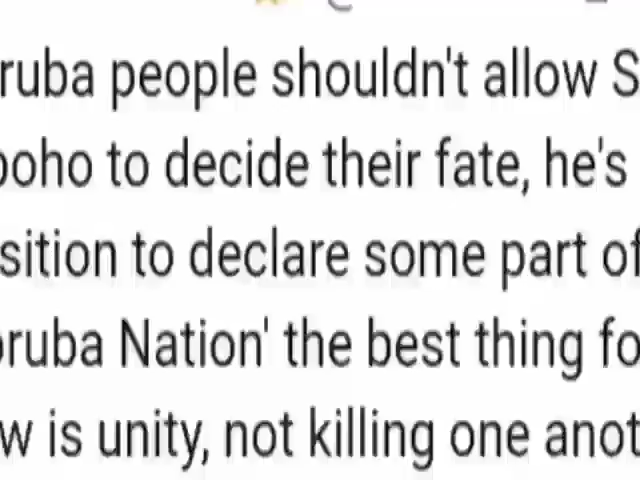 ruba people shouldn't allow S
boho to decide their fate, he's
sition to declare some part of
oruba Nation' the best thing fo
w is unity, not killing one anot